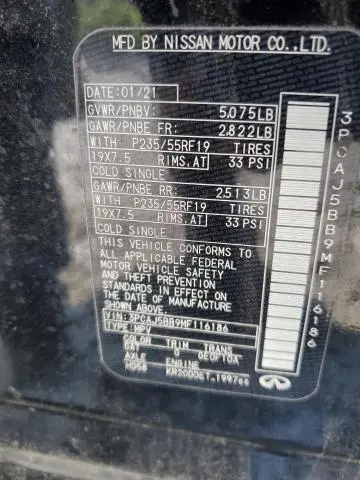 MFD BY NISSAN MOTOR CO.,LTD.
DATE:01/21
GVWR/PNBV: 5,075LB
GAWR/PNBE FR: 2,822LB
WITH P235/55RF19 TIRES
19X7.5 RIMS.AT 33 PSI
COLD SINGLE
GAWR/PNBE RR: 2,513LB
WITH P235/55RF19 TIRES
19X7.5 RIMS.AT 33 PSI
COLD SINGLE
THIS VEHICLE CONFORMS TO
ALL APPLICABLE FEDERAL
MOTOR VEHICLE SAFETY
AND THEFT PREVENTION
STANDARDS IN EFFECT ON
THE DATE OF MANUFACTURE
SHOWN ABOVE.
VIN:3PCAJ5BB9MF116186
TYPE:MPV
COLOR TRIM TRANS
GAT G
AXLE ENGINE
HD58
3PCAJ5BB9MF116186